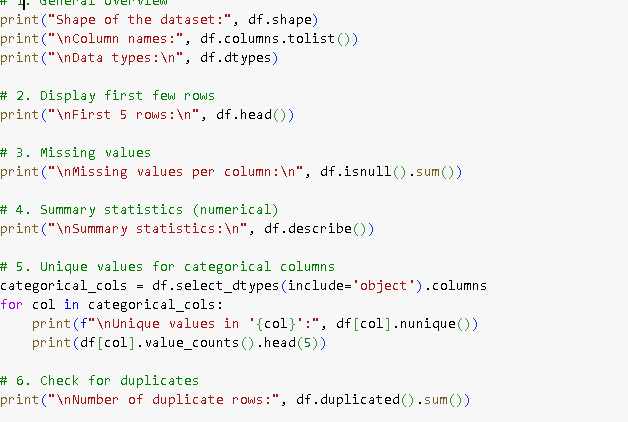 # 1. General overview
print("Shape of the dataset:", df.shape)
print("\nColumn names:", df.columns.tolist())
print("\nData types:\n", df.dtypes)
# 2. Display first few rows
print("\nFirst 5 rows:\n", df.head())
# 3. Missing values
print("\nMissing values per column:\n", df.isnull().sum())
# 4. Summary statistics (numerical)
print("\nSummary statistics:\n", df.describe())
# 5. Unique values for categorical columns
categorical_cols = df.select_dtypes(include='object').columns
for col in categorical_cols:
    print(f"\nUnique values in '{col}':", df[col].nunique())
    print(df[col].value_counts().head(5))
# 6. Check for duplicates
print("\nNumber of duplicate rows:", df.duplicated().sum())